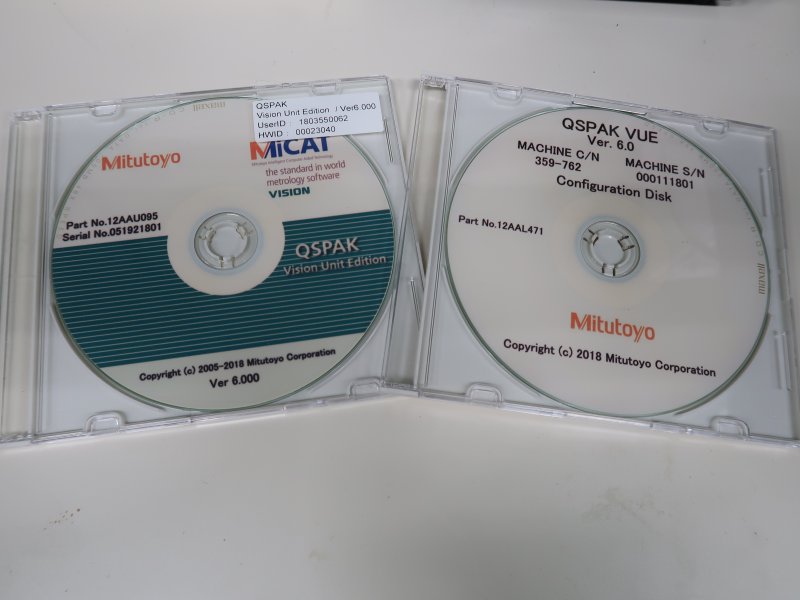 QSPAK
Vision Unit Edition / Ver6.000
UserID : 1803550062
HWID : 00023040
maxell
Mitutoyo
MiCAT
the standard in world
metrology software
VISION
Part No.12AAU095
Serial No.051921801
QSPAK
Vision Unit Edition
Copyright (c) 2005-2018 Mitutoyo Corporation
Ver 6.000
QSPAK VUE
Ver. 6.0
MACHINE C/N
359-762
MACHINE S/N
000111801
Configuration Disk
Part No.12AAL471
maxell
Mitutoyo
Copyright (c) 2018 Mitutoyo Corporation